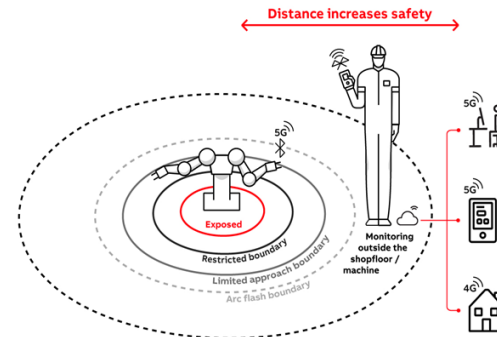 Distance increases safety
5G
5G
Exposed
5G
Restricted boundary
Monitoring
outside the
shopfloor /
machine
Limited approach boundary
Arc flash boundary
4G